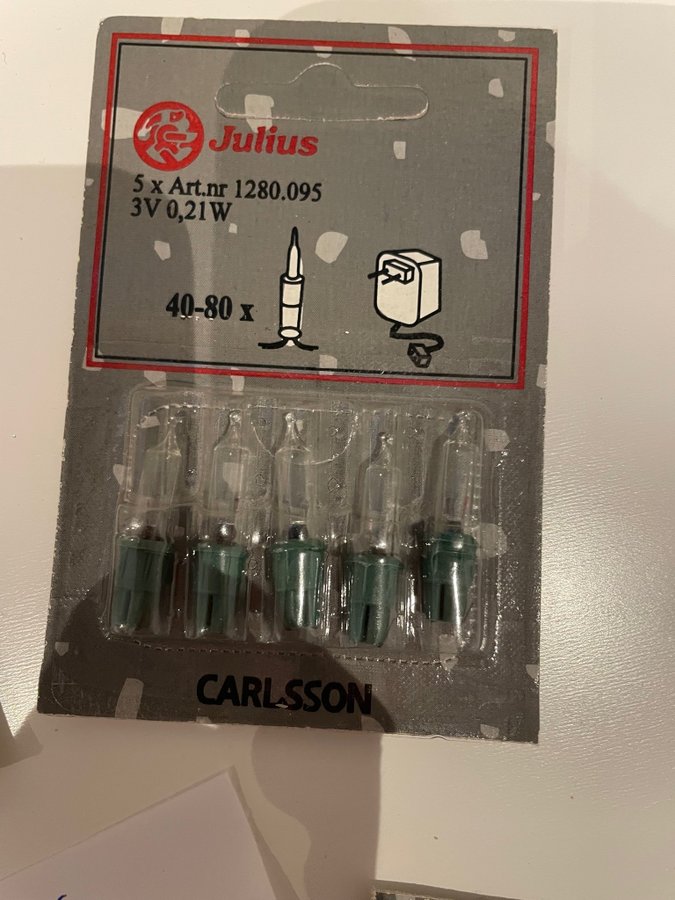 Julius
5 x Art.nr 1280.095
3V 0,21W
40-80 x
CARLSSON